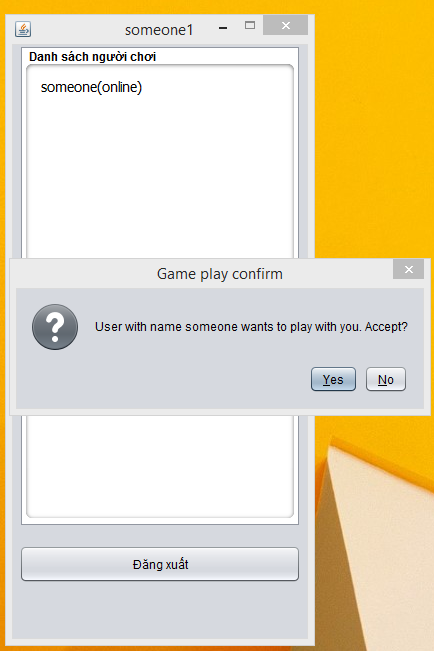 someone1
Danh sách người chơi
someone(online)
Game play confirm
User with name someone wants to play with you. Accept?
Yes
No
Đăng xuất